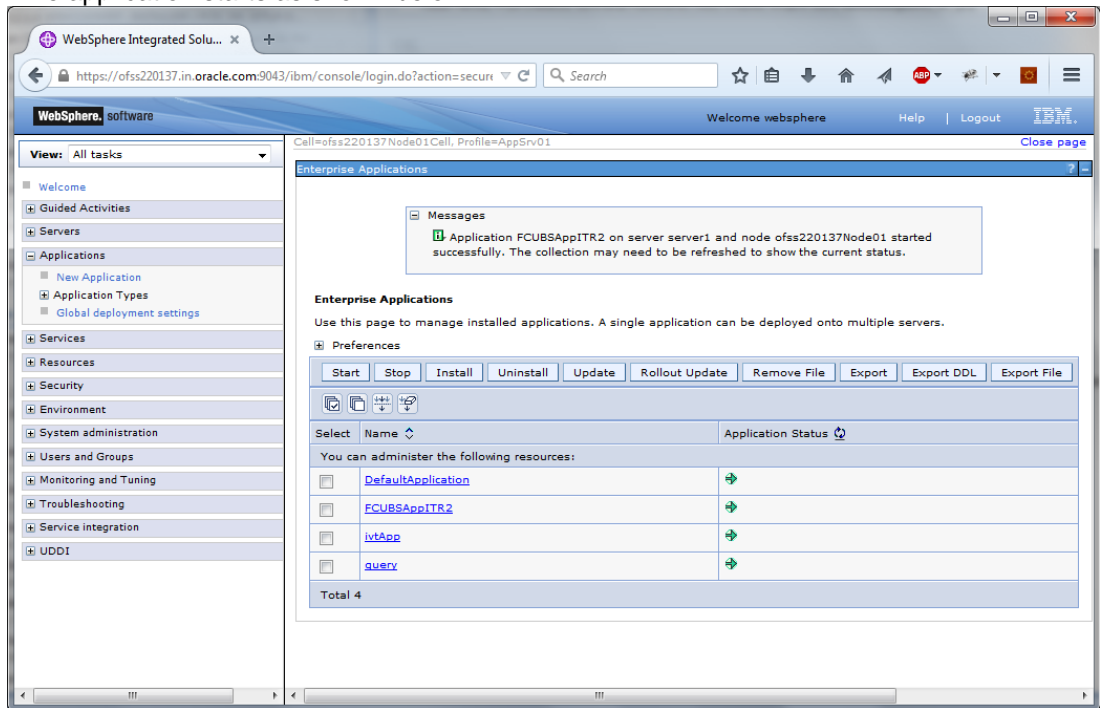 WebSphere Integrated Solu... × +
https://ofss220137.in.oracle.com:9043/ibm/console/login.do?action=secure
Search
ABP
WebSphere. software
Welcome websphere
Help | Logout
IBM.
View: All tasks
Welcome
Guided Activities
Servers
Applications
New Application
Application Types
Global deployment settings
Services
Resources
Security
Environment
System administration
Users and Groups
Monitoring and Tuning
Troubleshooting
Service integration
UDDI
Cell=ofss220137Node01Cell, Profile=AppSrv01
Close page
Enterprise Applications ? -
Messages
Application FCUBSAppITR2 on server server1 and node ofss220137Node01 started
successfully. The collection may need to be refreshed to show the current status.
Enterprise Applications
Use this page to manage installed applications. A single application can be deployed onto multiple servers.
Preferences
Start Stop Install Uninstall Update Rollout Update Remove File Export Export DDL Export File
Select Name Application Status
You can administer the following resources:
DefaultApplication
FCUBSAppITR2
ivtApp
query
Total 4